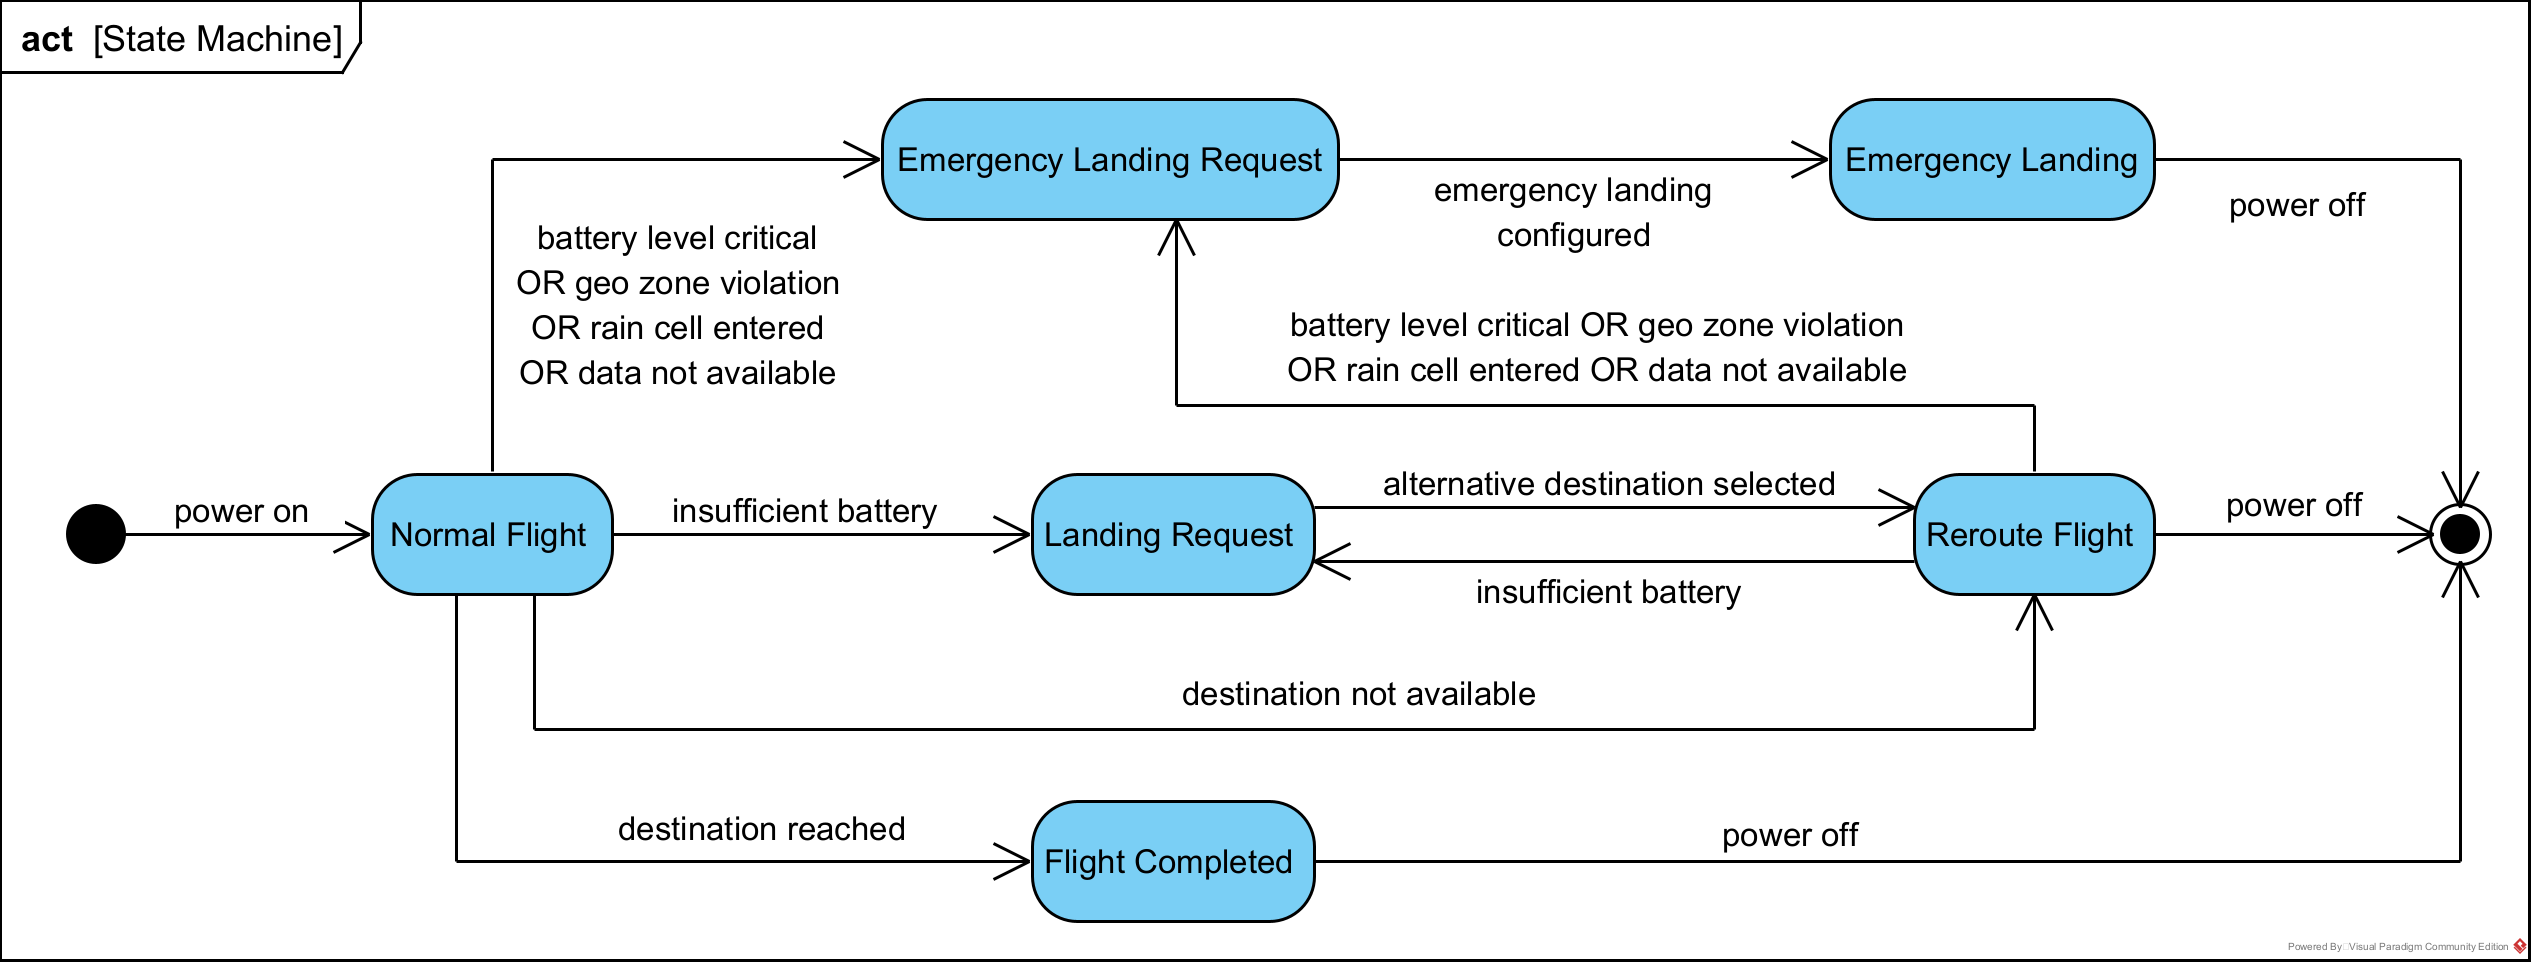 act [State Machine]
Emergency Landing Request
Emergency Landing
emergency landing
configured
power off
battery level critical
OR geo zone violation
OR rain cell entered
OR data not available
battery level critical OR geo zone violation
OR rain cell entered OR data not available
power on
Normal Flight
insufficient battery
Landing Request
alternative destination selected
insufficient battery
Reroute Flight
power off
destination not available
destination reached
Flight Completed
power off
Powered By Visual Paradigm Community Edition